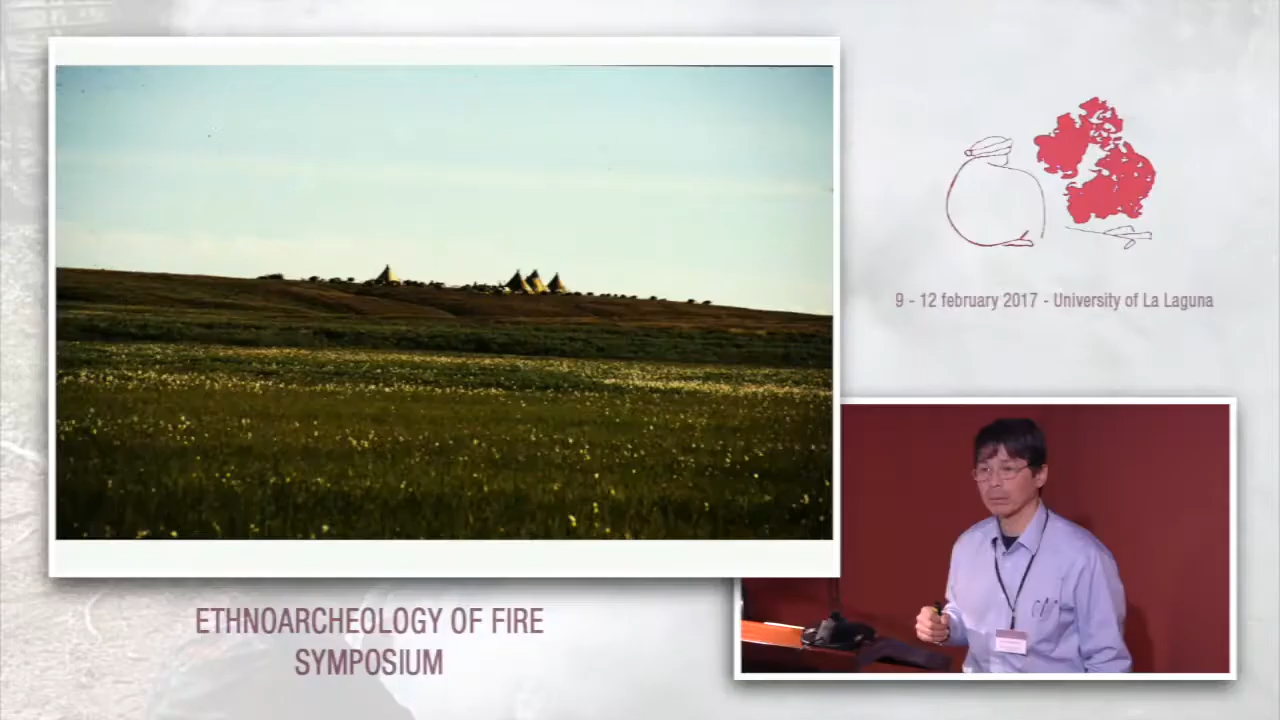 9 - 12 february 2017 - University of La Laguna
ETHNOARCHEOLOGY OF FIRE
SYMPOSIUM